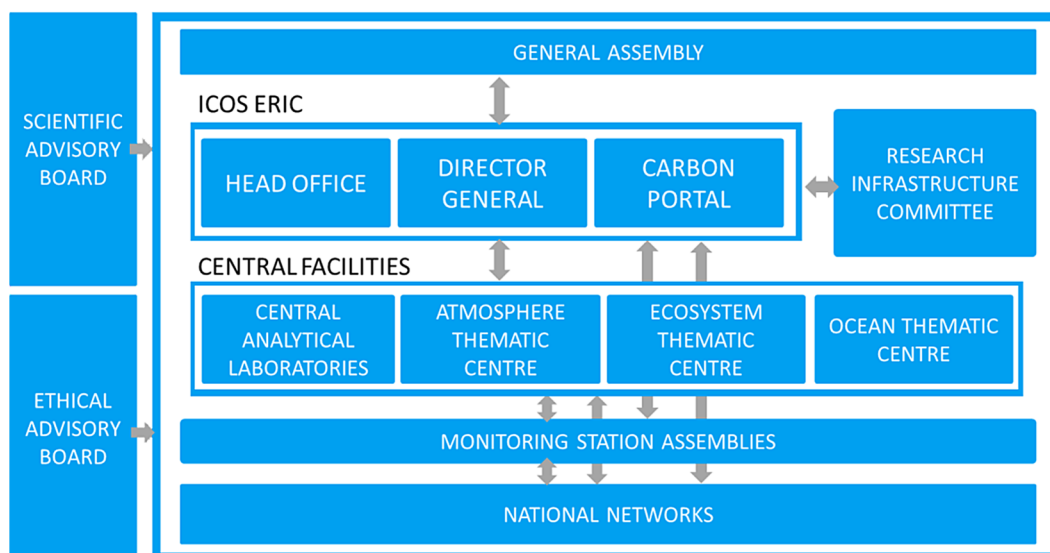 GENERAL ASSEMBLY
SCIENTIFIC
ADVISORY
BOARD
ICOS ERIC
HEAD OFFICE
DIRECTOR
GENERAL
CARBON
PORTAL
RESEARCH
INFRASTRUCTURE
COMMITTEE
CENTRAL FACILITIES
CENTRAL
ANALYTICAL
LABORATORIES
ATMOSPHERE
THEMATIC
CENTRE
ECOSYSTEM
THEMATIC
CENTRE
OCEAN THEMATIC
CENTRE
ETHICAL
ADVISORY
BOARD
MONITORING STATION ASSEMBLIES
NATIONAL NETWORKS